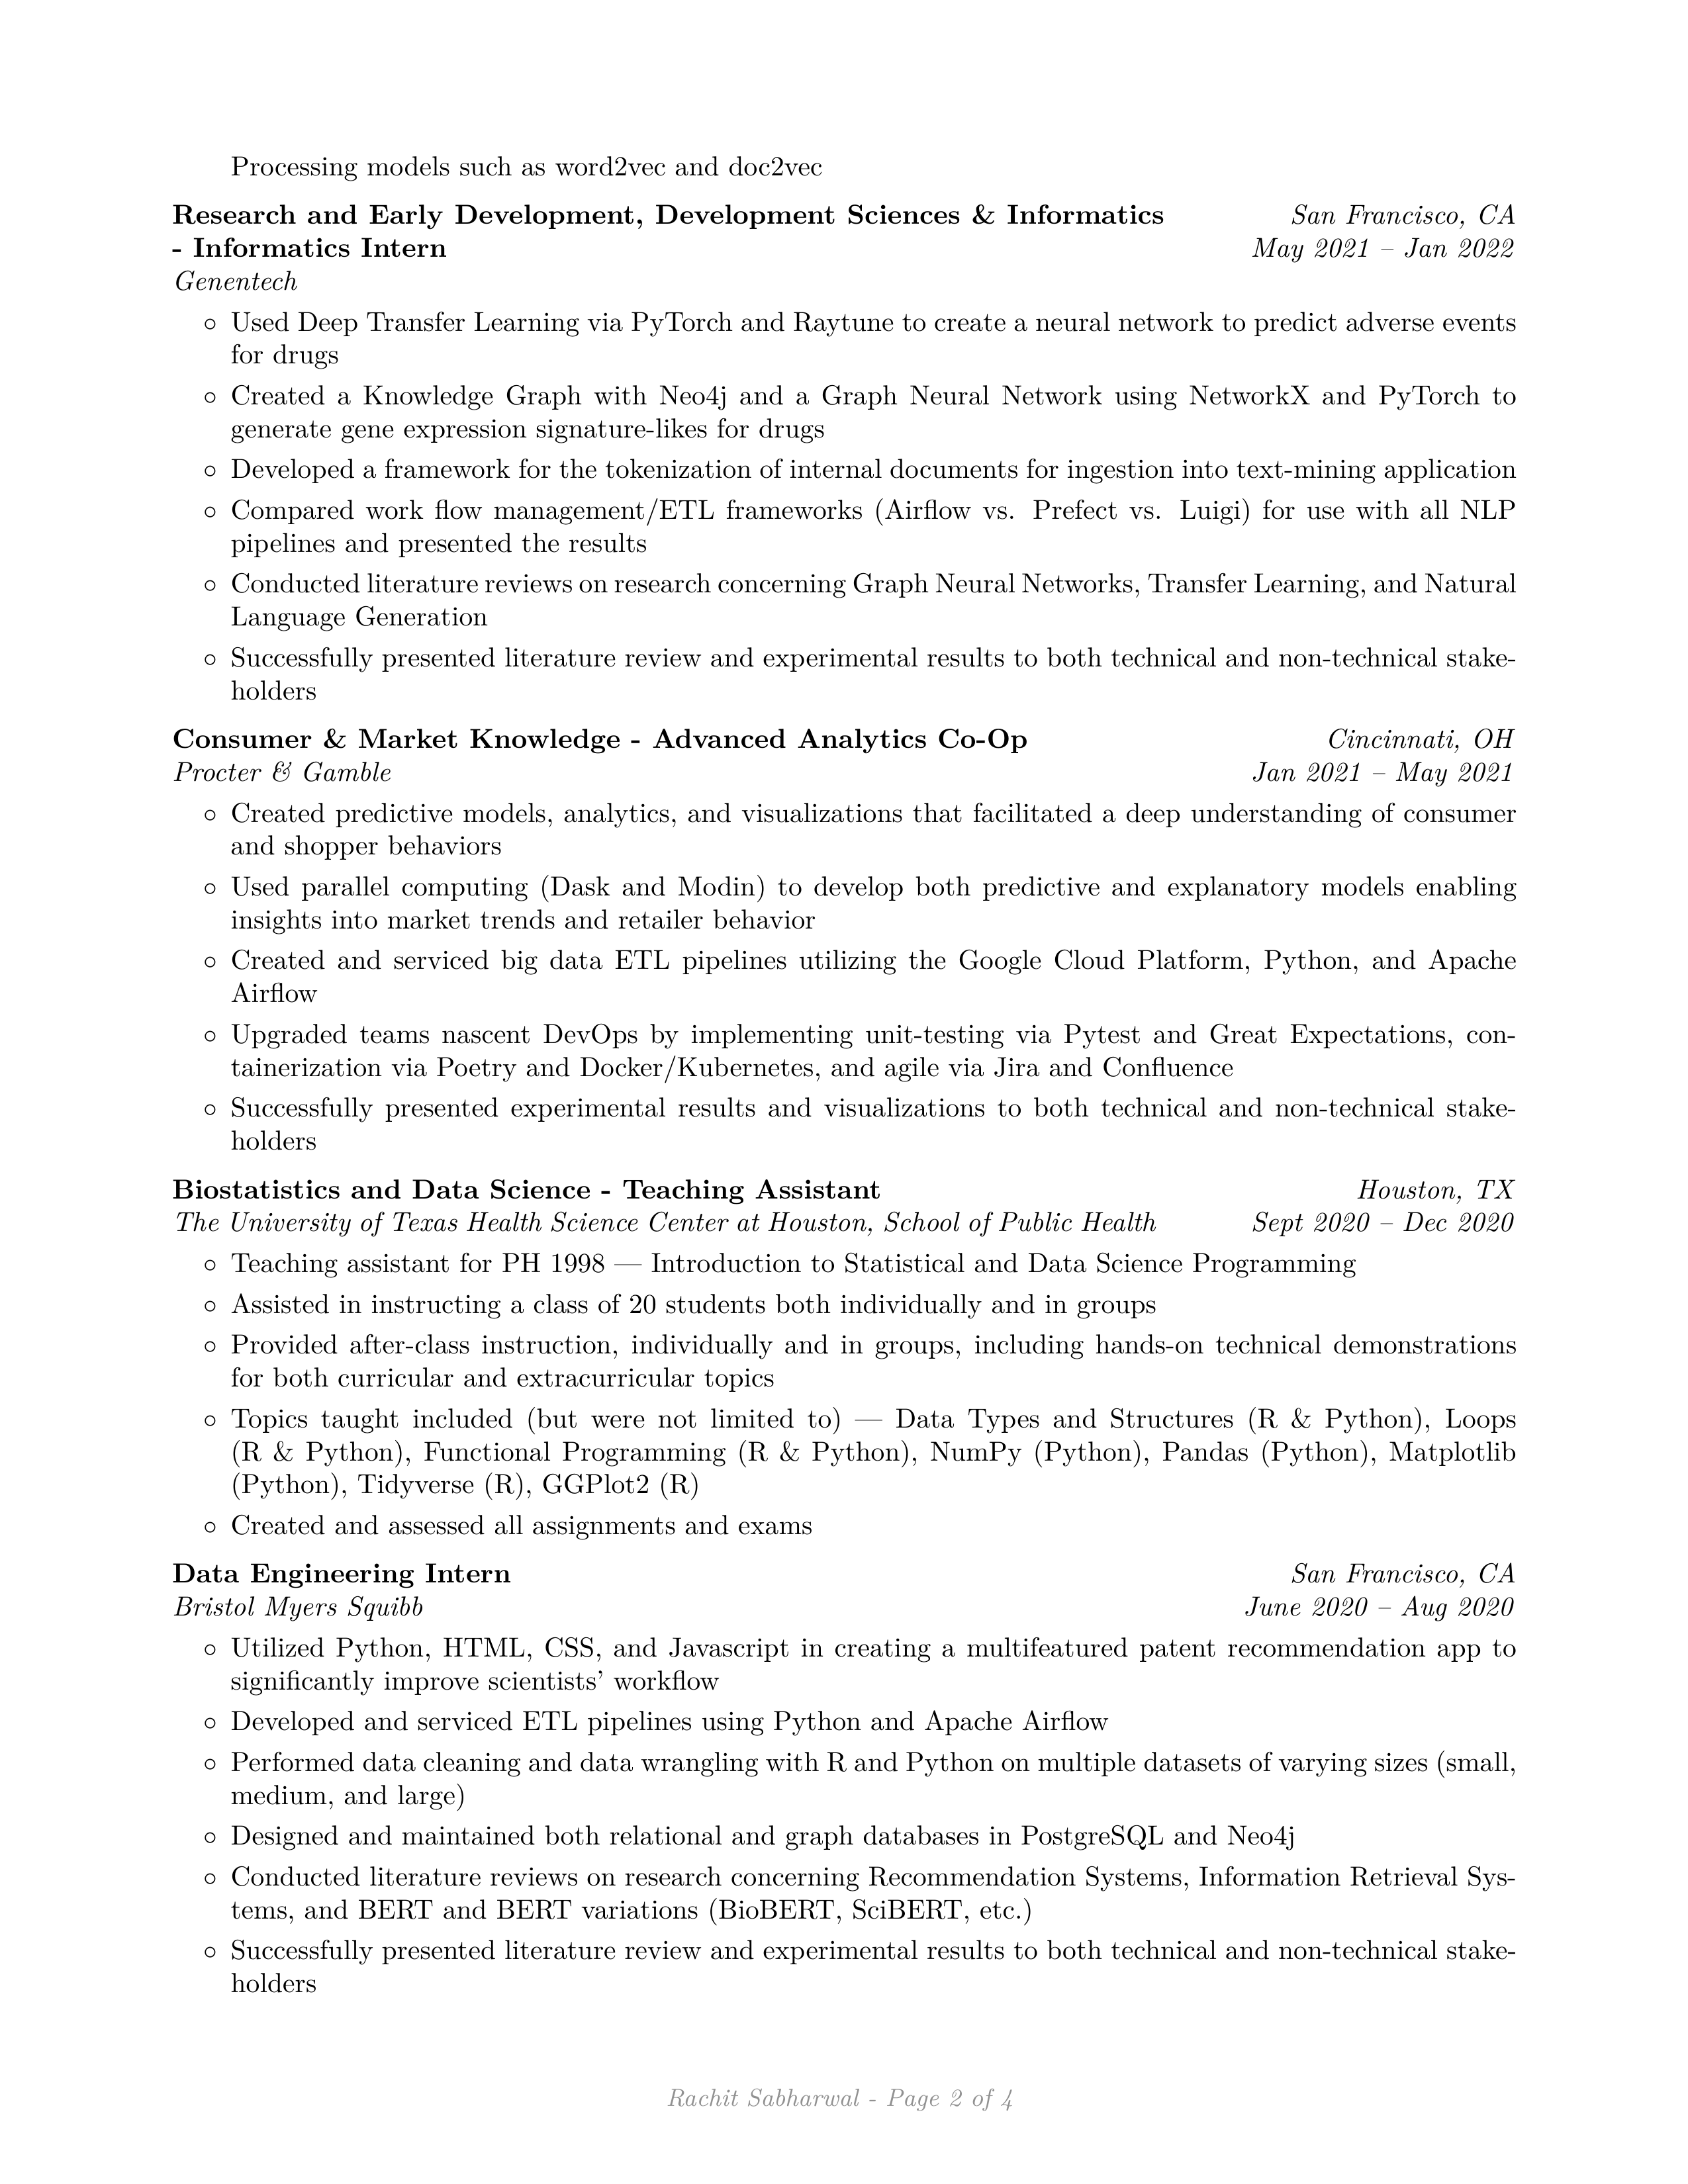 Processing models such as word2vec and doc2vec
Research and Early Development, Development Sciences & Informatics
- Informatics Intern
San Francisco, CA
May 2021 – Jan 2022
Genentech
○ Used Deep Transfer Learning via PyTorch and Raytune to create a neural network to predict adverse events
for drugs
○ Created a Knowledge Graph with Neo4j and a Graph Neural Network using NetworkX and PyTorch to
generate gene expression signature-likes for drugs
○ Developed a framework for the tokenization of internal documents for ingestion into text-mining application
○ Compared work flow management/ETL frameworks (Airflow vs. Prefect vs. Luigi) for use with all NLP
pipelines and presented the results
○ Conducted literature reviews on research concerning Graph Neural Networks, Transfer Learning, and Natural
Language Generation
○ Successfully presented literature review and experimental results to both technical and non-technical stake-
holders
Consumer & Market Knowledge - Advanced Analytics Co-Op
Cincinnati, OH
Procter & Gamble
Jan 2021 – May 2021
○ Created predictive models, analytics, and visualizations that facilitated a deep understanding of consumer
and shopper behaviors
○ Used parallel computing (Dask and Modin) to develop both predictive and explanatory models enabling
insights into market trends and retailer behavior
○ Created and serviced big data ETL pipelines utilizing the Google Cloud Platform, Python, and Apache
Airflow
○ Upgraded teams nascent DevOps by implementing unit-testing via Pytest and Great Expectations, con-
tainerization via Poetry and Docker/Kubernetes, and agile via Jira and Confluence
○ Successfully presented experimental results and visualizations to both technical and non-technical stake-
holders
Biostatistics and Data Science - Teaching Assistant
Houston, TX
The University of Texas Health Science Center at Houston, School of Public Health
Sept 2020 – Dec 2020
○ Teaching assistant for PH 1998 — Introduction to Statistical and Data Science Programming
○ Assisted in instructing a class of 20 students both individually and in groups
○ Provided after-class instruction, individually and in groups, including hands-on technical demonstrations
for both curricular and extracurricular topics
○ Topics taught included (but were not limited to) — Data Types and Structures (R & Python), Loops
(R & Python), Functional Programming (R & Python), NumPy (Python), Pandas (Python), Matplotlib
(Python), Tidyverse (R), GGPlot2 (R)
○ Created and assessed all assignments and exams
Data Engineering Intern
San Francisco, CA
Bristol Myers Squibb
June 2020 – Aug 2020
○ Utilized Python, HTML, CSS, and Javascript in creating a multifeatured patent recommendation app to
significantly improve scientists' workflow
○ Developed and serviced ETL pipelines using Python and Apache Airflow
○ Performed data cleaning and data wrangling with R and Python on multiple datasets of varying sizes (small,
medium, and large)
○ Designed and maintained both relational and graph databases in PostgreSQL and Neo4j
○ Conducted literature reviews on research concerning Recommendation Systems, Information Retrieval Sys-
tems, and BERT and BERT variations (BioBERT, SciBERT, etc.)
○ Successfully presented literature review and experimental results to both technical and non-technical stake-
holders
Rachit Sabharwal - Page 2 of 4